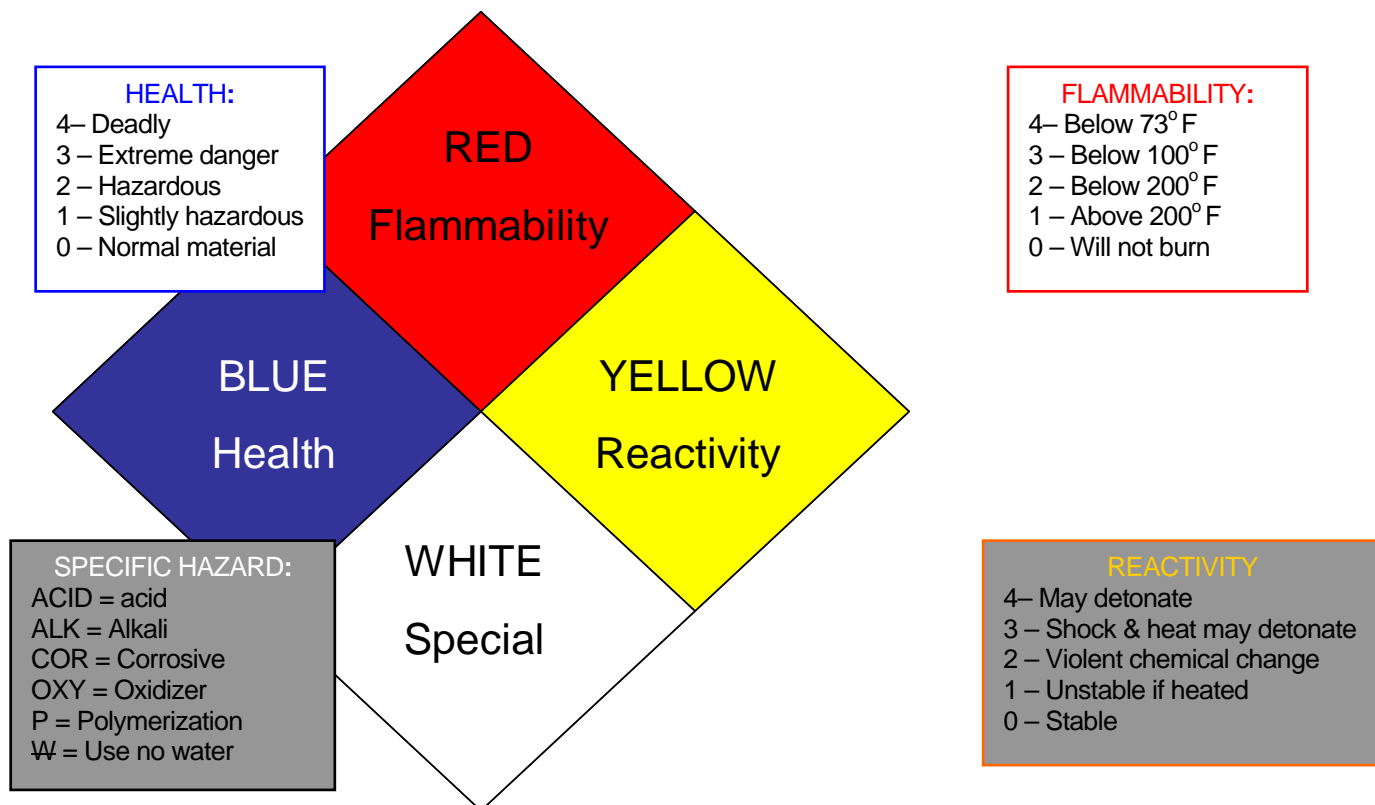 HEALTH:
4– Deadly
3 – Extreme danger
2 – Hazardous
1 – Slightly hazardous
0 – Normal material
RED
Flammability
FLAMMABILITY:
4– Below 73° F
3 – Below 100° F
2 – Below 200° F
1 – Above 200° F
0 – Will not burn
BLUE
Health
YELLOW
Reactivity
SPECIFIC HAZARD:
ACID = acid
ALK = Alkali
COR = Corrosive
OXY = Oxidizer
P = Polymerization
W̶ = Use no water
WHITE
Special
REACTIVITY
4– May detonate
3 – Shock & heat may detonate
2 – Violent chemical change
1 – Unstable if heated
0 – Stable